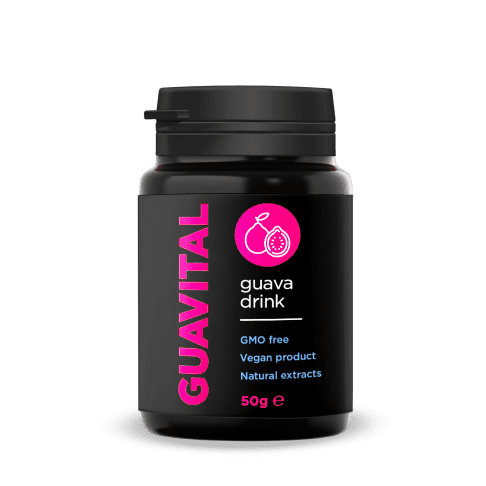 GUAVITAL
guava
drink
GMO free
Vegan product
Natural extracts
50g ℮